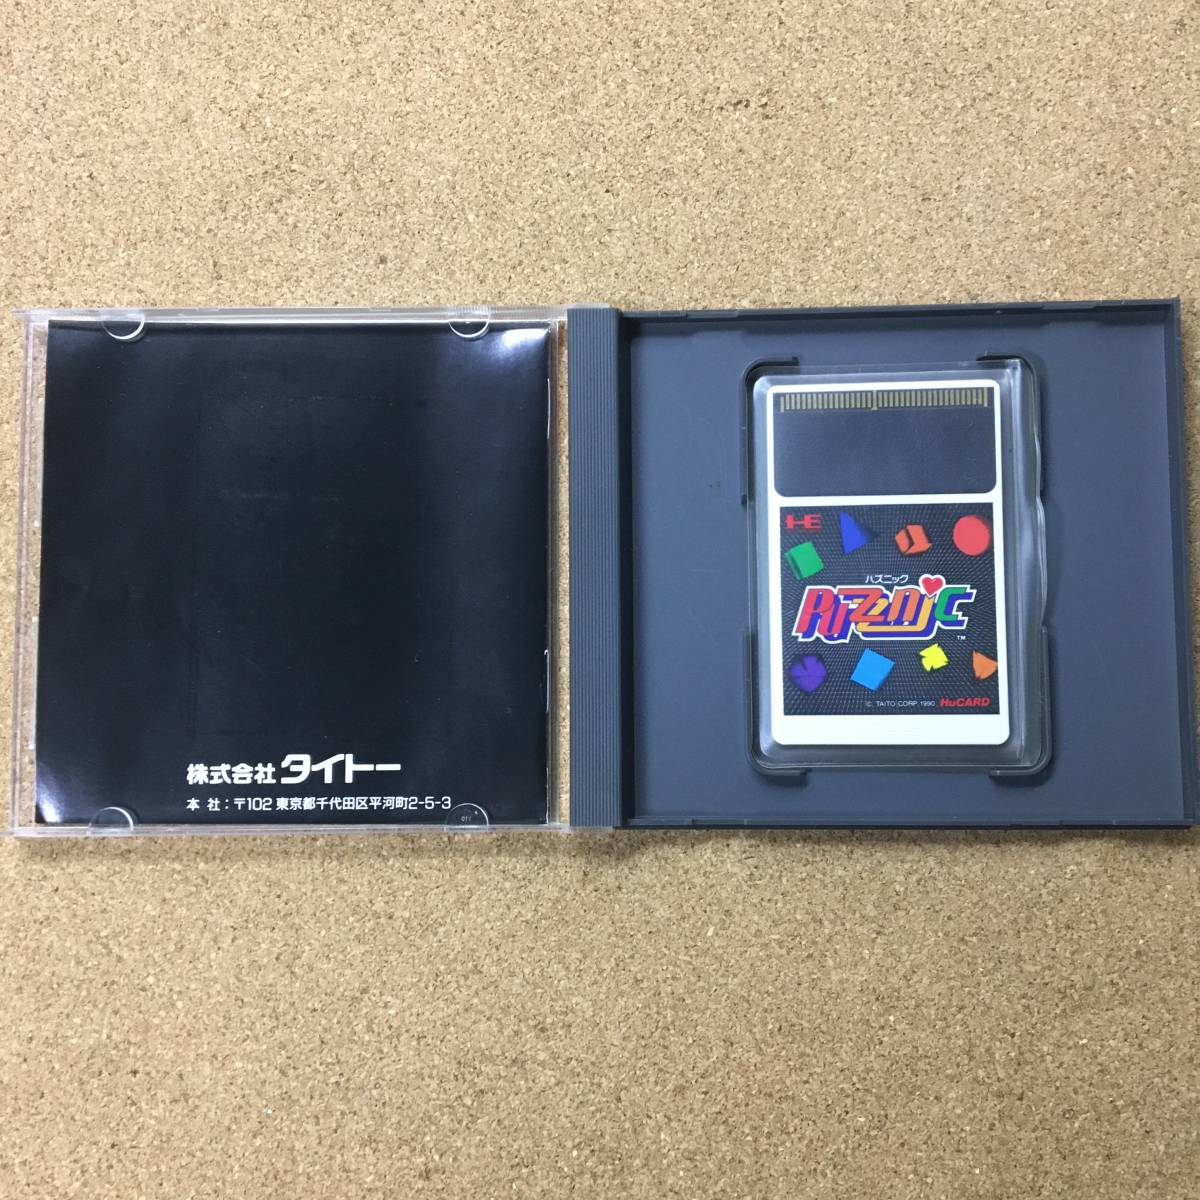 株式会社 タイトー
本 社 : 〒102 東京都千代田区平河町2-5-3
HE
パズニック
PUZZNIC
TM
©, TAITO CORP, 1990, HuCARD